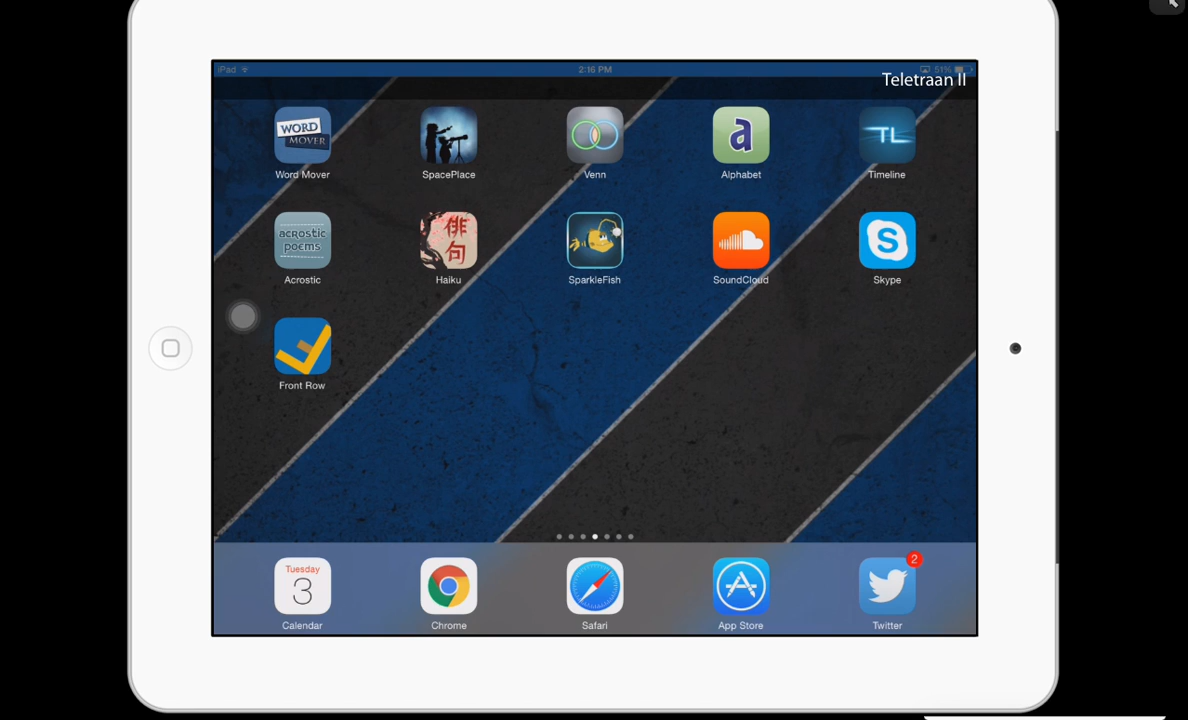 iPad 2:16 PM 51%
Teletraan II
WORD MOVER a TL
Word Mover SpacePlace Venn Alphabet Timeline
acrostic poems 俳句 S
Acrostic Haiku SparkleFish SoundCloud Skype
Front Row
Tuesday 2
3
Calendar Chrome Safari App Store Twitter